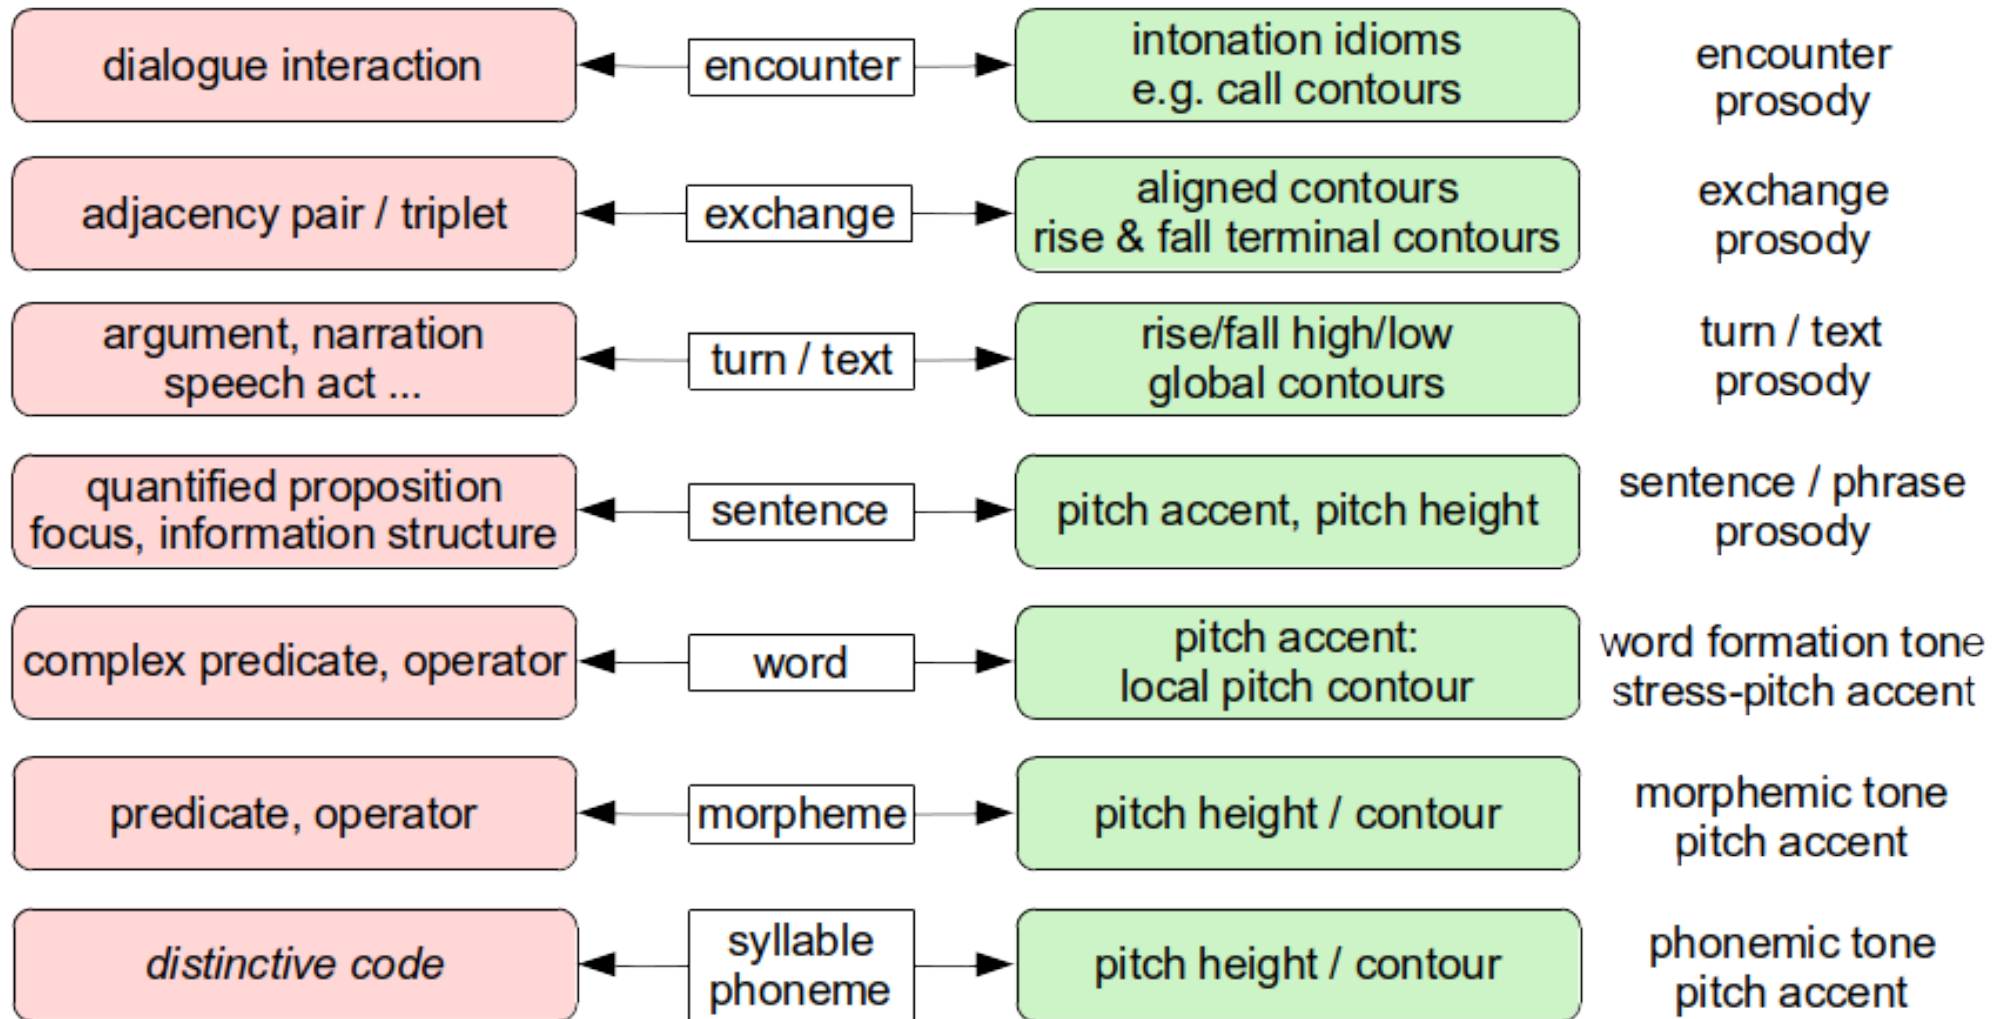 dialogue interaction
encounter
intonation idioms
e.g. call contours
encounter
prosody
adjacency pair / triplet
exchange
aligned contours
rise & fall terminal contours
exchange
prosody
argument, narration
speech act ...
turn / text
rise/fall high/low
global contours
turn / text
prosody
quantified proposition
focus, information structure
sentence
pitch accent, pitch height
sentence / phrase
prosody
complex predicate, operator
word
pitch accent:
local pitch contour
word formation tone
stress-pitch accent
predicate, operator
morpheme
pitch height / contour
morphemic tone
pitch accent
distinctive code
syllable
phoneme
pitch height / contour
phonemic tone
pitch accent